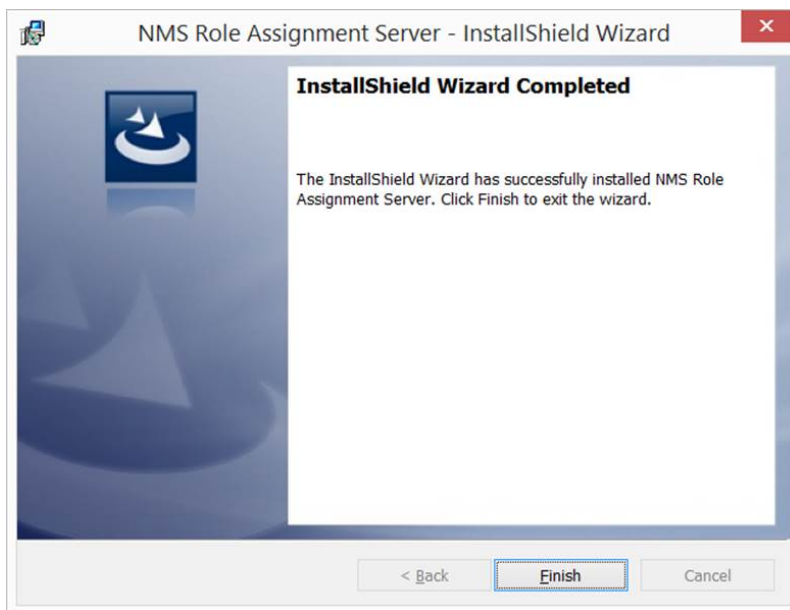 NMS Role Assignment Server - InstallShield Wizard
InstallShield Wizard Completed
The InstallShield Wizard has successfully installed NMS Role
Assignment Server. Click Finish to exit the wizard.
< Back
Finish
Cancel